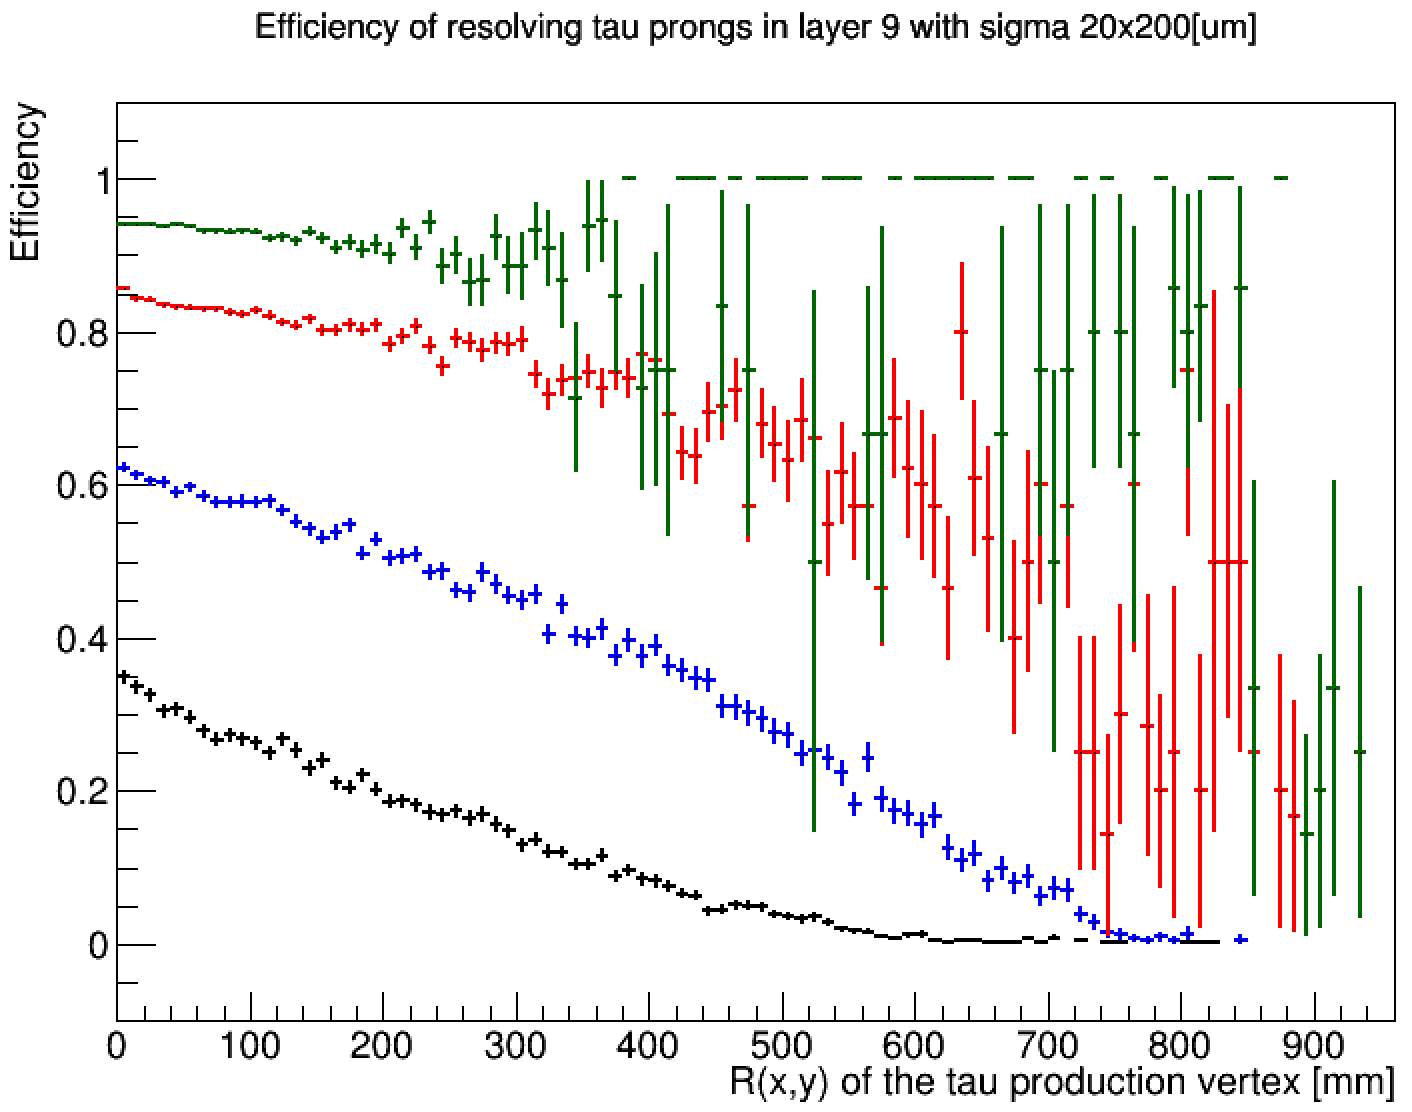 Efficiency of resolving tau prongs in layer 9 with sigma 20x200[um]
Efficiency
1
0.8
0.6
0.4
0.2
0
0 100 200 300 400 500 600 700 800 900
R(x,y) of the tau production vertex [mm]